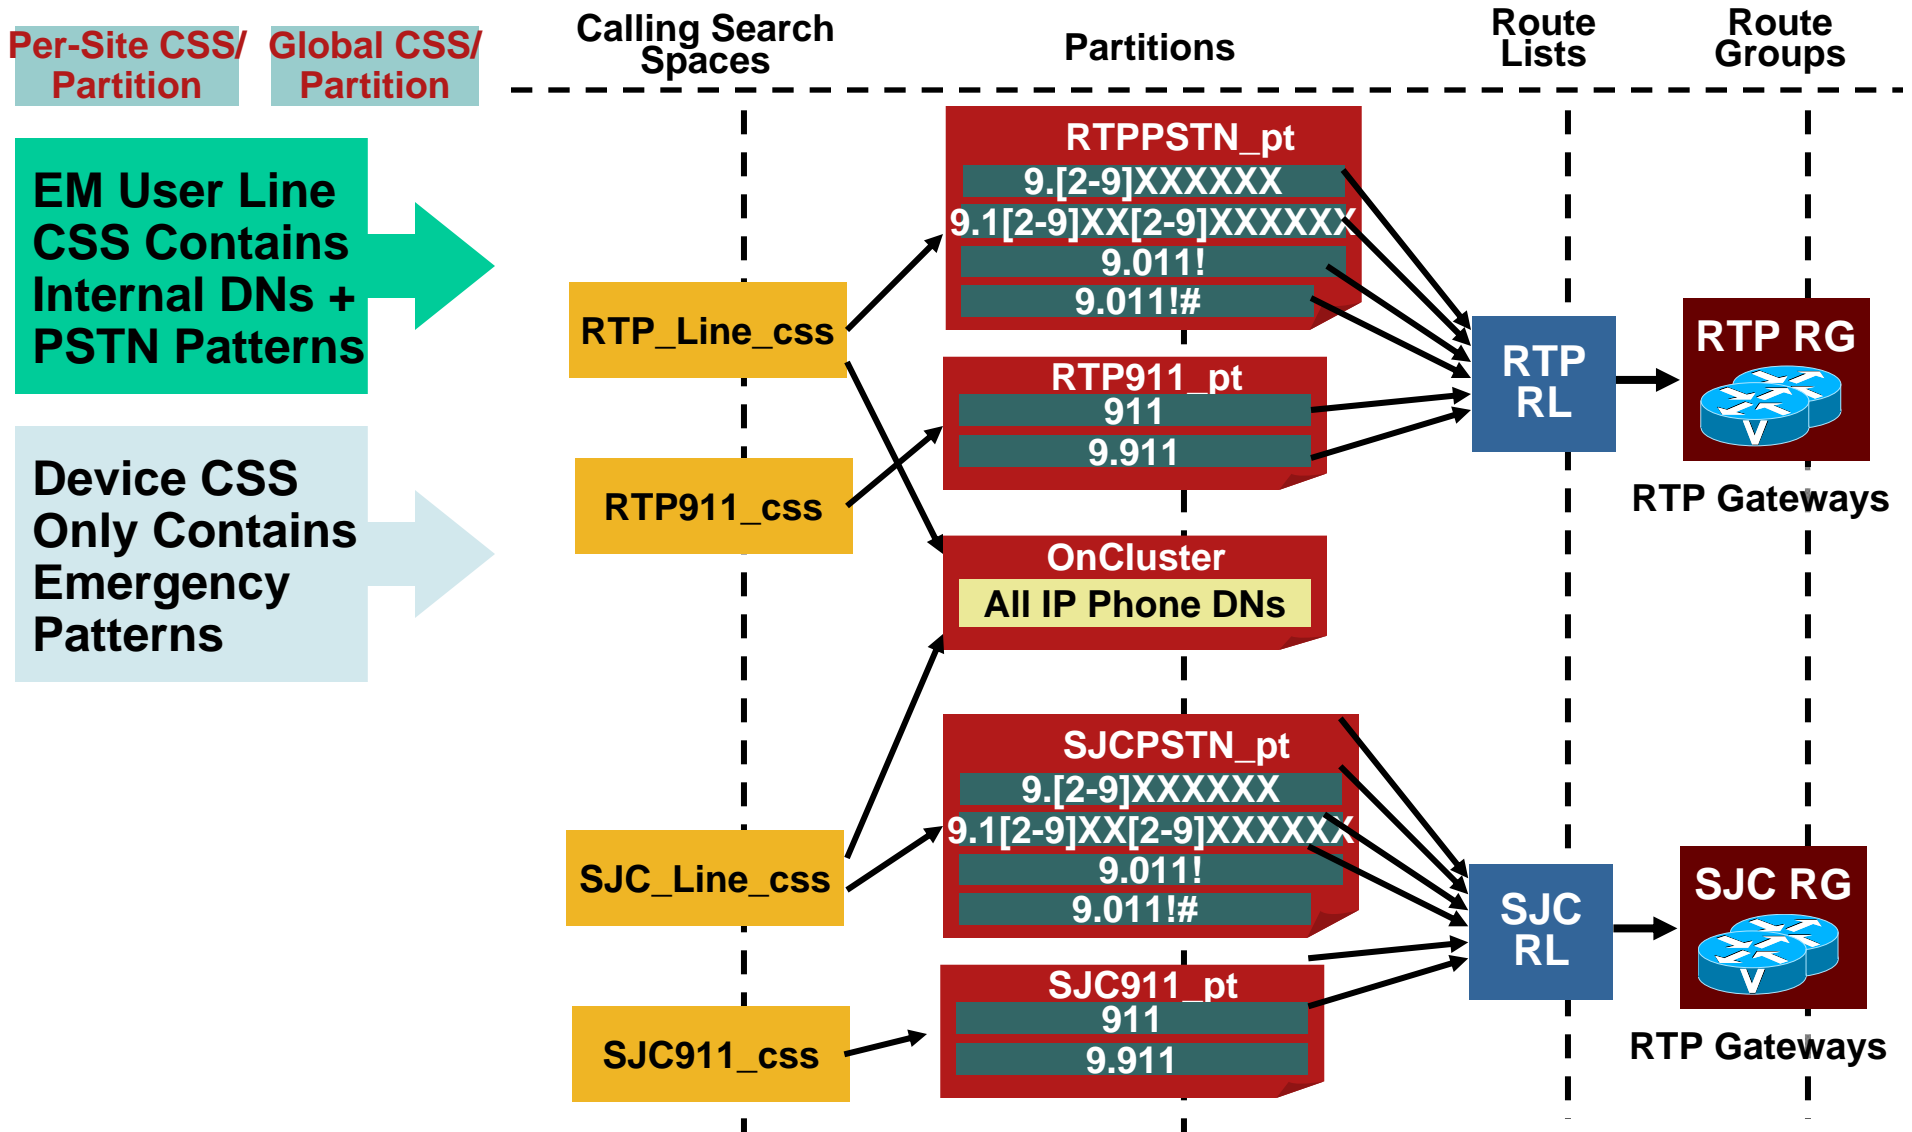 Per-Site CSS/
Partition
Global CSS/
Partition
Calling Search
Spaces
Partitions
Route
Lists
Route
Groups
EM User Line
CSS Contains
Internal DNs +
PSTN Patterns
Device CSS
Only Contains
Emergency
Patterns
RTP_Line_css
RTP911_css
SJC_Line_css
SJC911_css
RTPPSTN_pt
9.[2-9]XXXXXX
9.1[2-9]XX[2-9]XXXXXX
9.011!
9.011!#
RTP911_pt
911
9.911
OnCluster
All IP Phone DNs
SJCPSTN_pt
9.[2-9]XXXXXX
9.1[2-9]XX[2-9]XXXXXX
9.011!
9.011!#
SJC911_pt
911
9.911
RTP
RL
SJC
RL
RTP RG
V
RTP Gateways
SJC RG
V
RTP Gateways